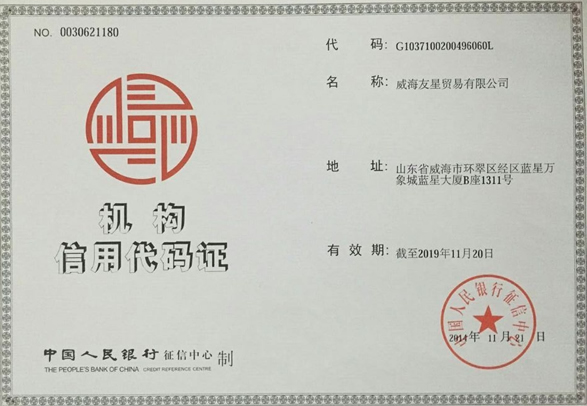 NO. 0030621180
代 码: G1037100200496060L
名 称: 威海友星贸易有限公司
地 址: 山东省威海市环翠区经区蓝星万
象城蓝星大厦B座1311号
机 构
信用代码证
有 效 期: 截至2019年11月20日
中国人民银行征信中心
2014年 11月 21 日
中国人民银行 征信中心 制
THE PEOPLE'S BANK OF CHINA CREDIT REFERENCE CENTRE